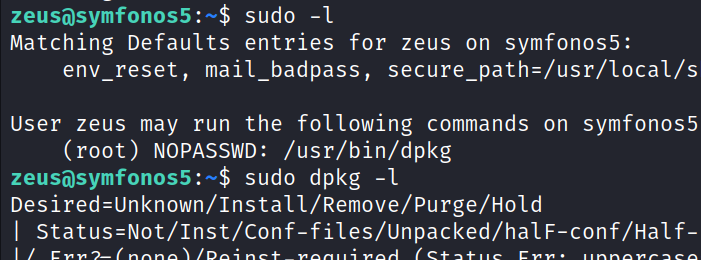 zeus@symfonos5:~$ sudo -l
Matching Defaults entries for zeus on symfonos5:
    env_reset, mail_badpass, secure_path=/usr/local/s
User zeus may run the following commands on symfonos5
    (root) NOPASSWD: /usr/bin/dpkg
zeus@symfonos5:~$ sudo dpkg -l
Desired=Unknown/Install/Remove/Purge/Hold
| Status=Not/Inst/Conf-files/Unpacked/halF-conf/Half-
|/ Err?=(none)/Reinst-required (Status,Err: uppercase